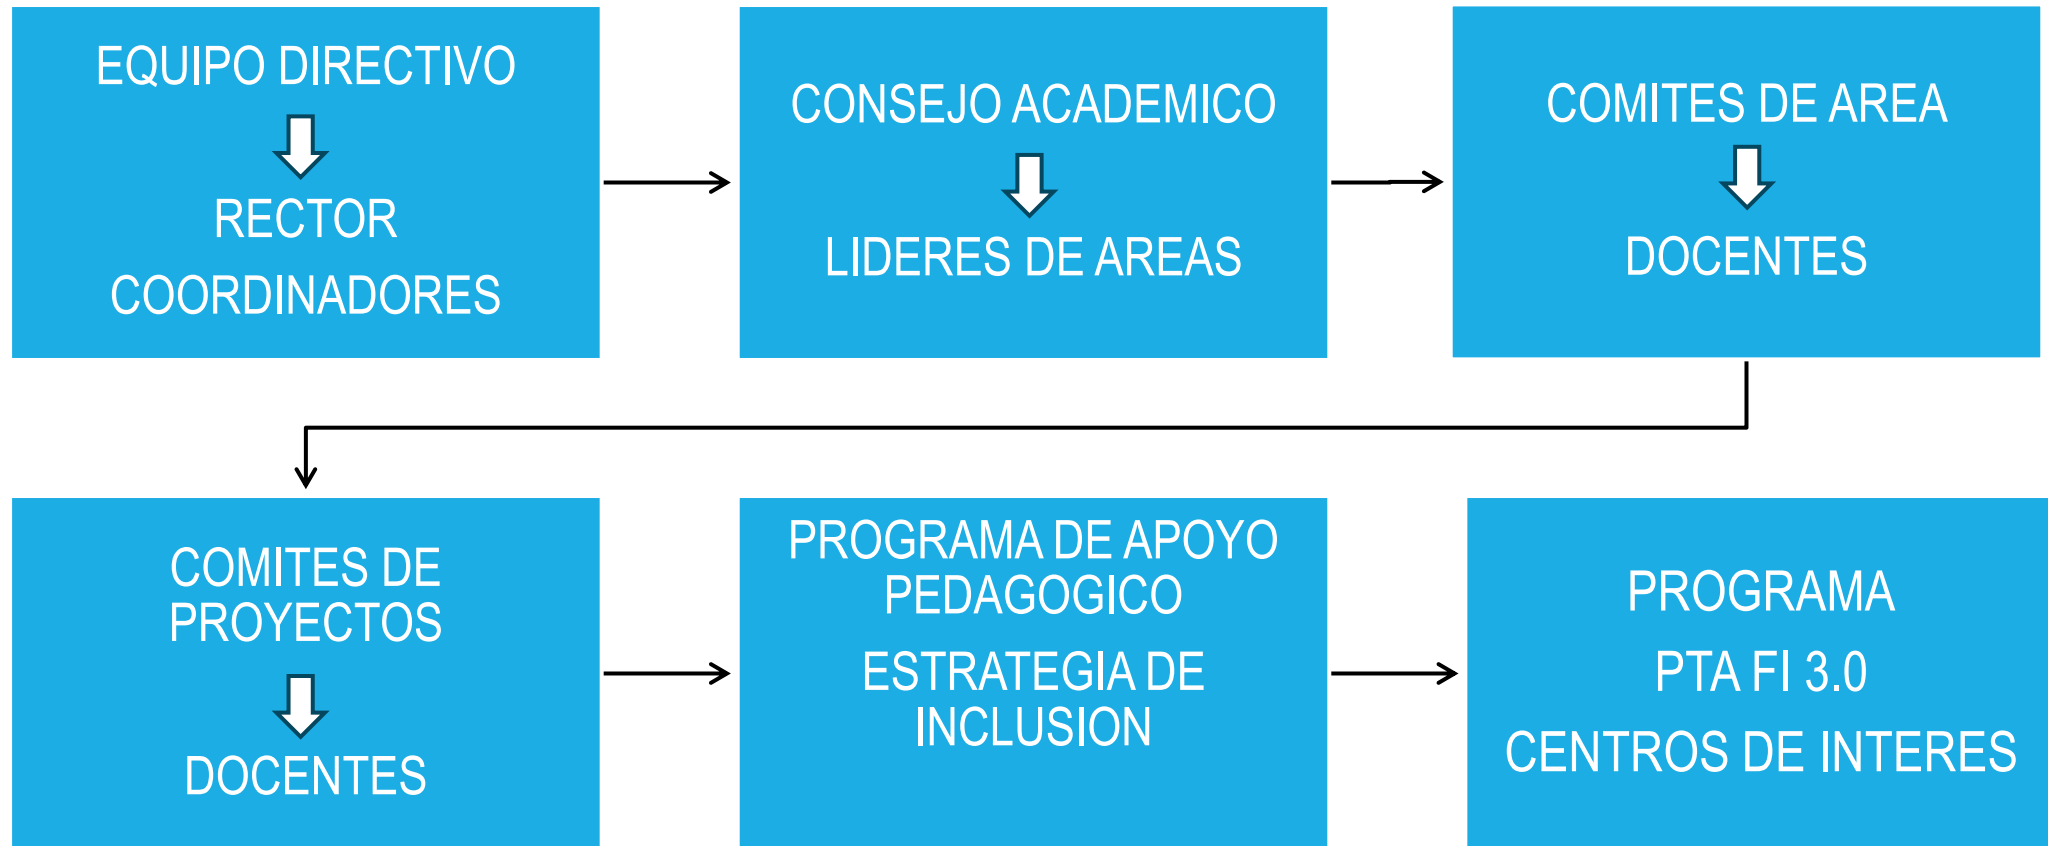 EQUIPO DIRECTIVO
RECTOR
COORDINADORES
CONSEJO ACADEMICO
LIDERES DE AREAS
COMITES DE AREA
DOCENTES
COMITES DE
PROYECTOS
DOCENTES
PROGRAMA DE APOYO
PEDAGOGICO
ESTRATEGIA DE
INCLUSION
PROGRAMA
PTA FI 3.0
CENTROS DE INTERES